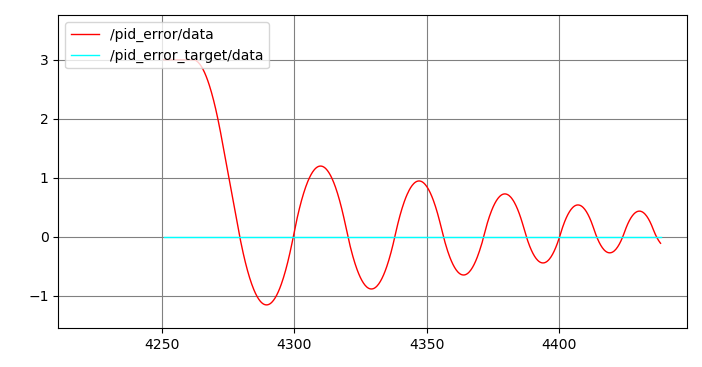 /pid_error/data
/pid_error_target/data
3
2
1
0
−1
4250 4300 4350 4400